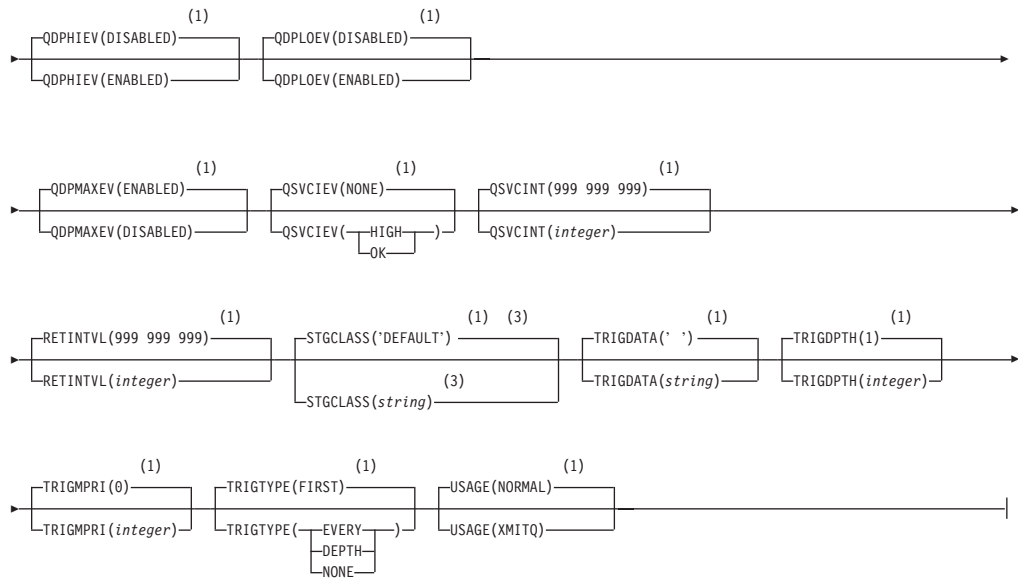 (1) (1)
QDPHIEV(DISABLED) QDPLOEV(DISABLED)
QDPHIEV(ENABLED) QDPLOEV(ENABLED)
(1) (1) (1)
QDPMAXEV(ENABLED) QSVCIEV(NONE) QSVCINT(999 999 999)
QDPMAXEV(DISABLED) QSVCIEV( HIGH ) QSVCINT(integer)
OK
(1) (1) (3) (1) (1)
RETINTVL(999 999 999) STGCLASS('DEFAULT') TRIGDATA(' ') TRIGDPTH(1)
RETINTVL(integer) (3) TRIGDATA(string) TRIGDPTH(integer)
STGCLASS(string)
(1) (1) (1)
TRIGMPRI(0) TRIGTYPE(FIRST) USAGE(NORMAL)
TRIGMPRI(integer) TRIGTYPE( EVERY ) USAGE(XMITQ)
DEPTH
NONE